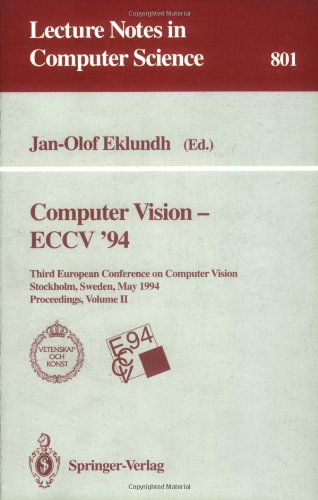 Lecture Notes in
Computer Science 801
Jan-Olof Eklundh (Ed.)
Computer Vision –
ECCV '94
Third European Conference on Computer Vision
Stockholm, Sweden, May 1994
Proceedings, Volume II
VETENSKAP
OCH
KONST
ECCV 94
Springer-Verlag